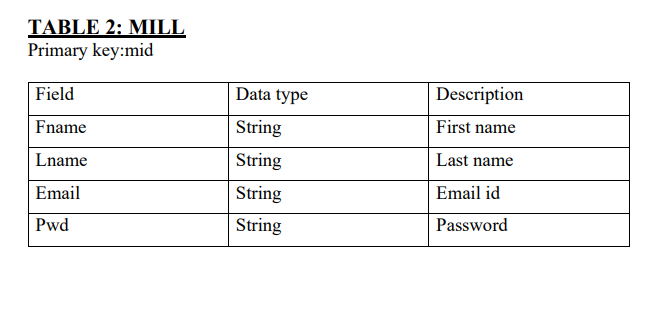 TABLE 2: MILL
Primary key:mid
Field Data type Description
Fname String First name
Lname String Last name
Email String Email id
Pwd String Password